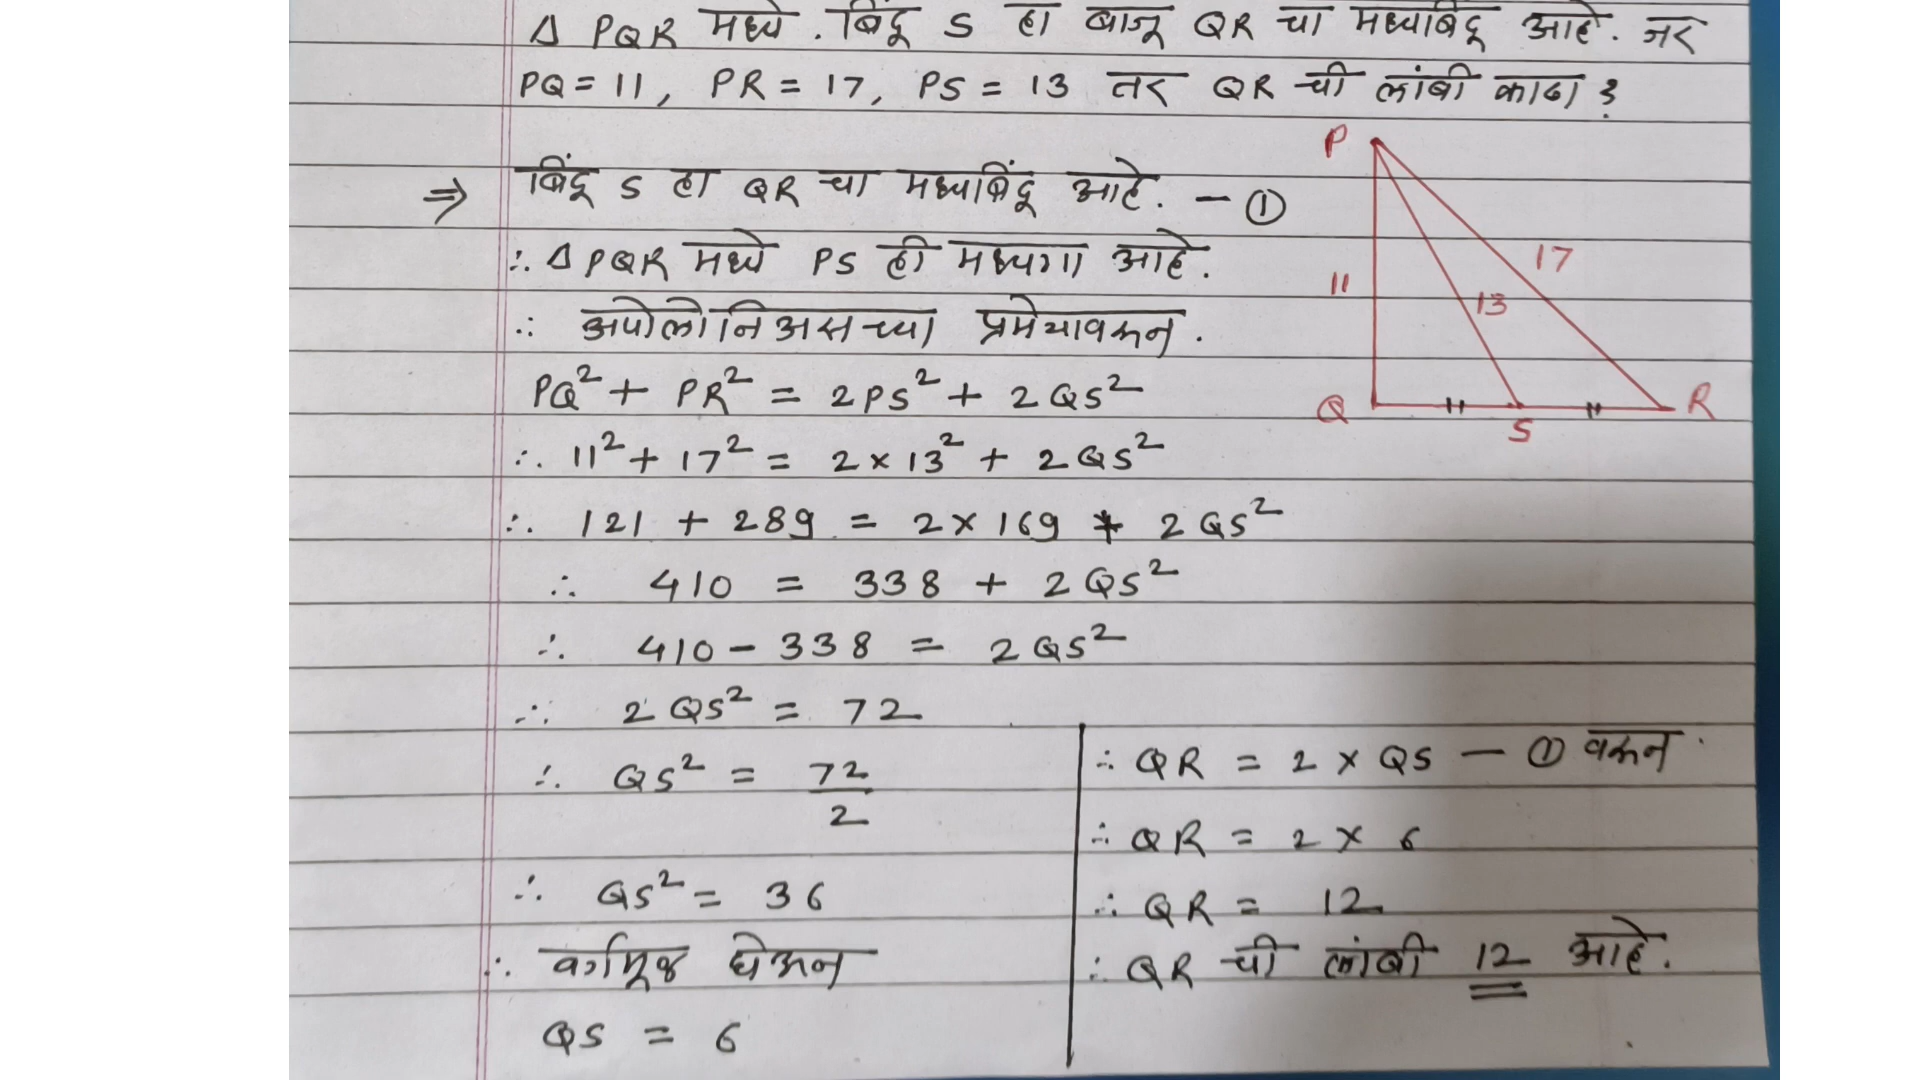 Δ PQR मध्ये . बिंदू S हा बाजू QR चा मध्यबिंदू आहे. जर
PQ = 11, PR = 17, PS = 13 तर QR ची लांबी काढा ?
⇒ बिंदू S हा QR चा मध्यबिंदू आहे. — ①
∴ Δ PQR मध्ये PS ही मध्यगा आहे.
∴ अपोलोनिअसच्या प्रमेयावरून .
PQ² + PR² = 2PS² + 2QS²
∴ 11² + 17² = 2 × 13² + 2QS²
∴ 121 + 289 = 2 × 169 + 2QS²
∴ 410 = 338 + 2QS²
∴ 410 - 338 = 2QS²
∴ 2QS² = 72
∴ QS² = 72/2
∴ QS² = 36
∴ वर्गमूळ घेऊन
QS = 6
∴ QR = 2 × QS — ① वरून .
∴ QR = 2 × 6
∴ QR = 12
∴ QR ची लांबी 12 आहे.
P
17
11
13
Q
S
R